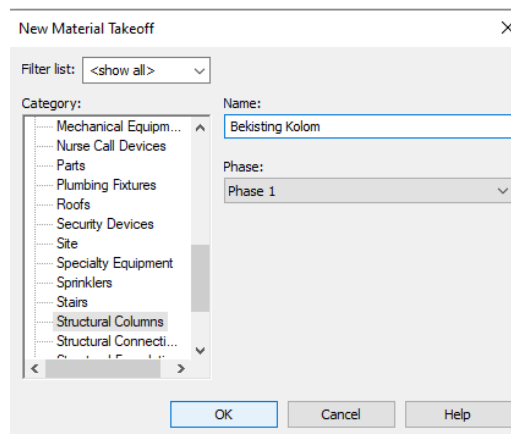 New Material Takeoff
Filter list: <show all>
Category:
Mechanical Equipm...
Nurse Call Devices
Parts
Plumbing Fixtures
Roofs
Security Devices
Site
Specialty Equipment
Sprinklers
Stairs
Structural Columns
Structural Connecti...
Name:
Bekisting Kolom
Phase:
Phase 1
OK Cancel Help